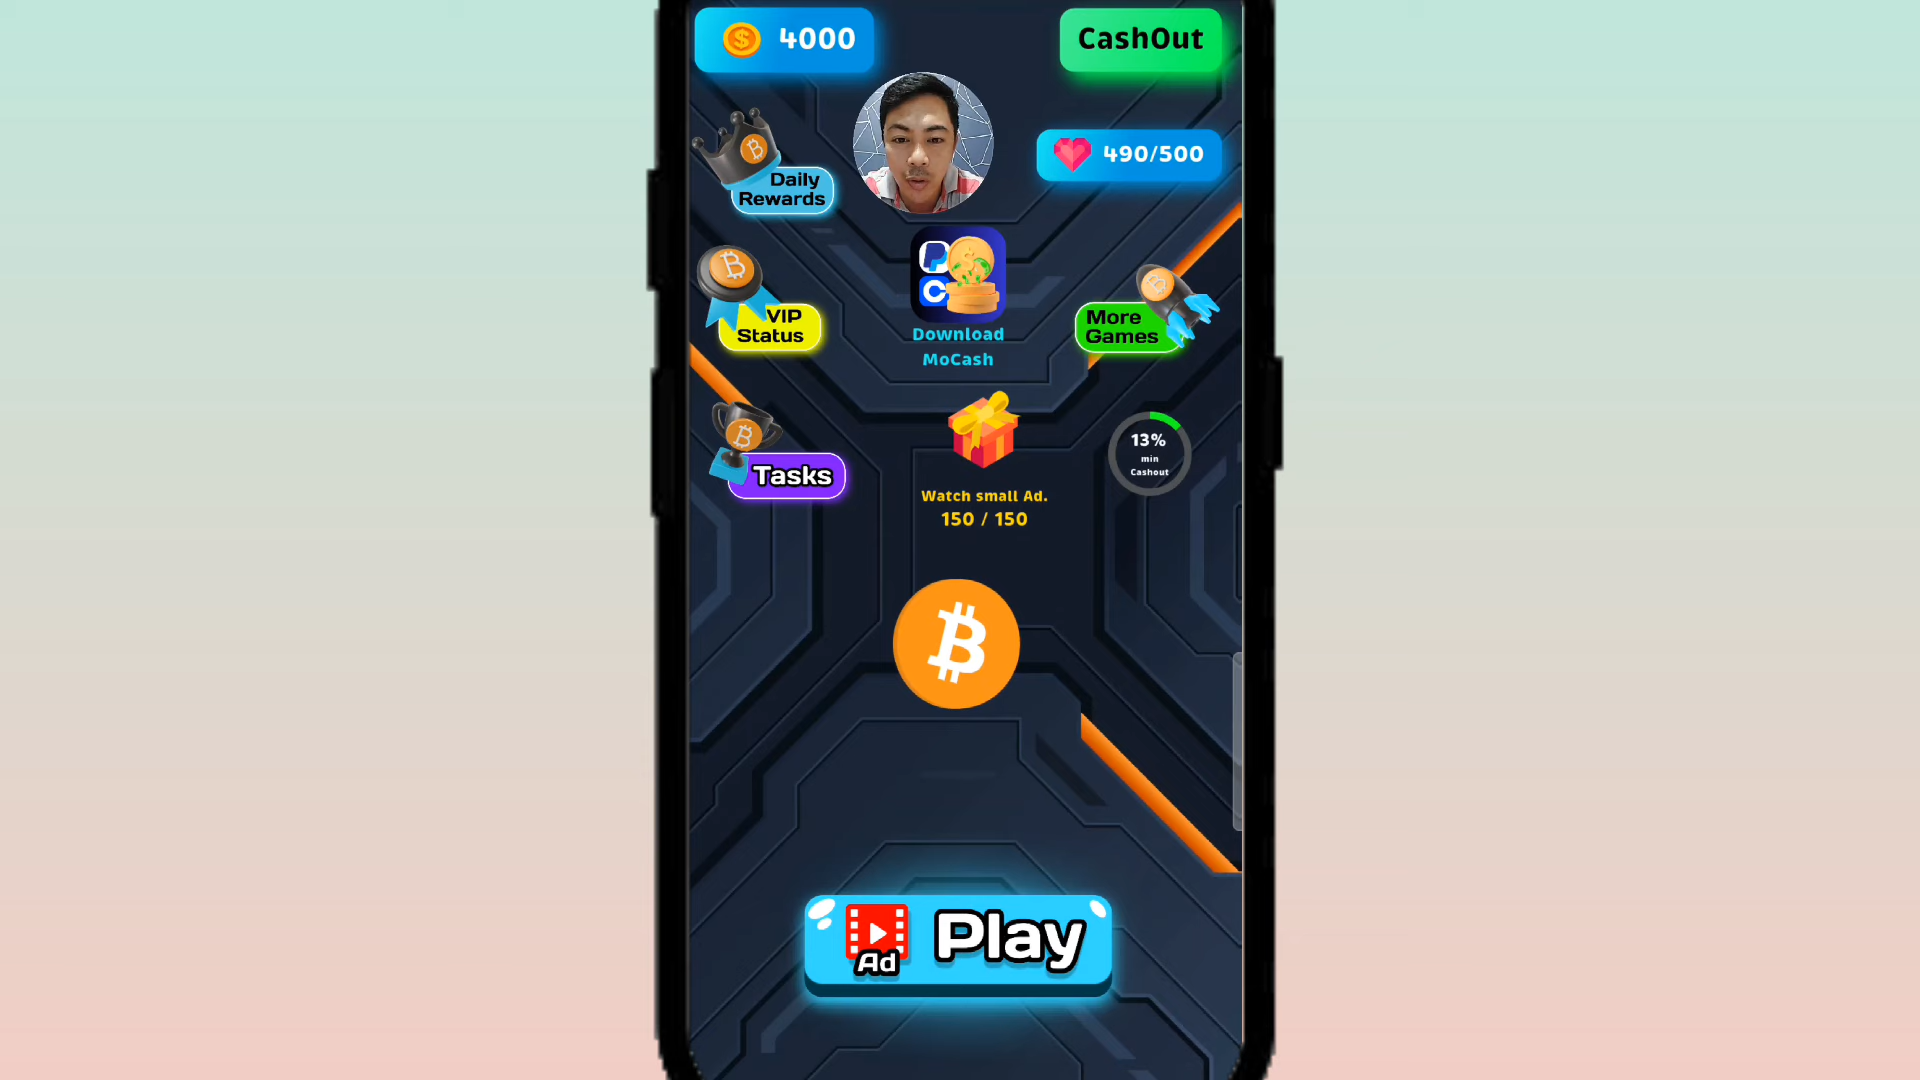 4000
CashOut
490/500
Daily
Rewards
VIP
Status
Download
MoCash
More
Games
13%
min
Cashout
Tasks
Watch small Ad.
150 / 150
Ad
Play